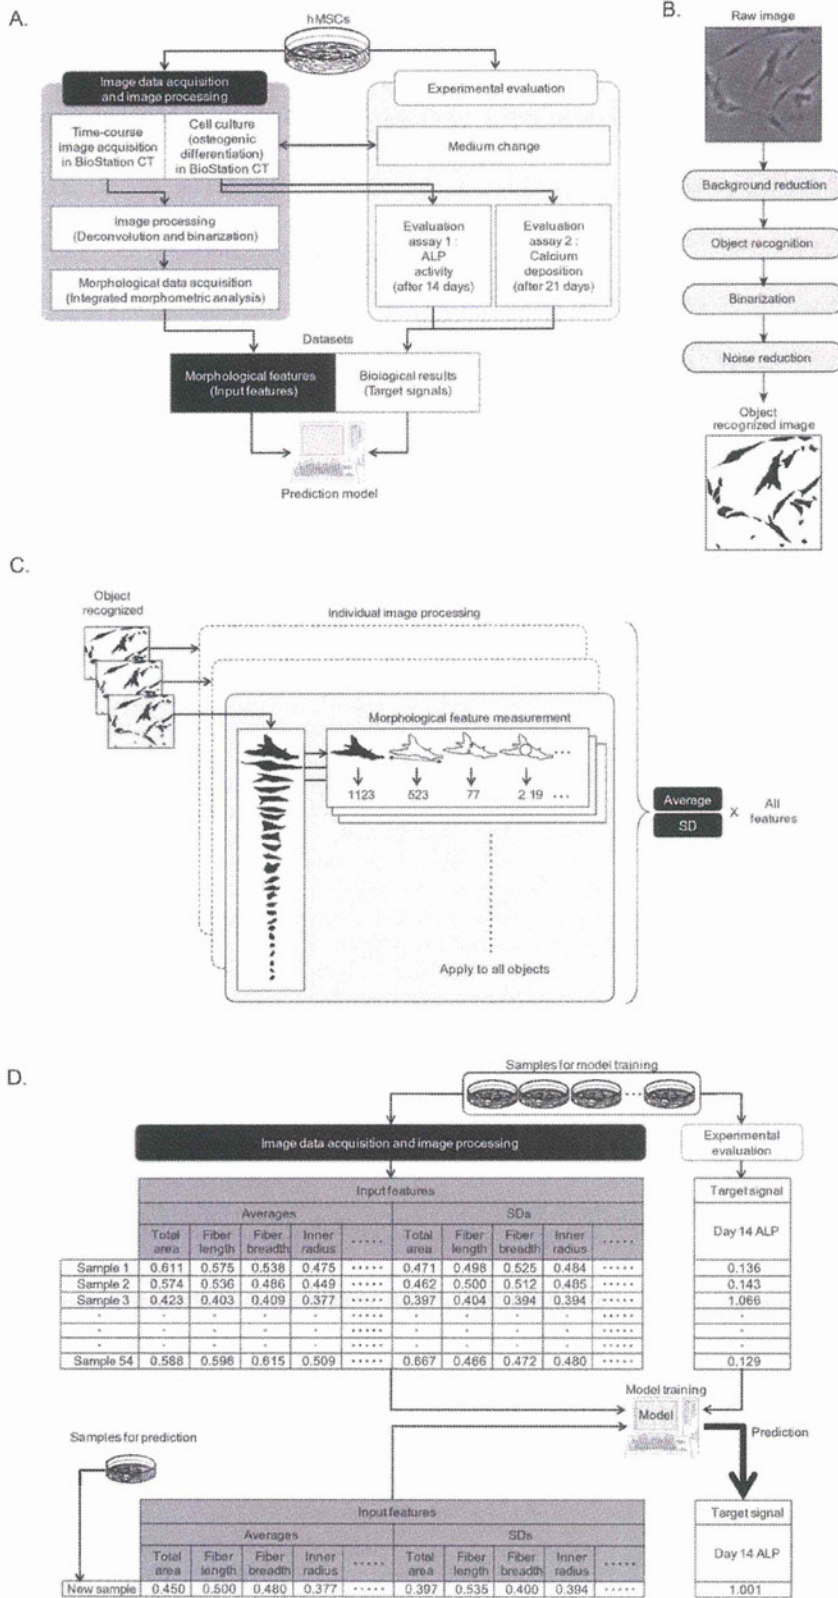 A.
hMSCs
Image data acquisition
and image processing
Experimental evaluation
Time-course
image acquisition
in BioStation CT
Cell culture
(osteogenic
differentiation)
in BioStation CT
Medium change
Image processing
(Deconvolution and binarization)
Evaluation
assay 1 :
ALP
activity
(after 14 days)
Evaluation
assay 2 :
Calcium
deposition
(after 21 days)
Morphological data acquisition
(Integrated morphometric analysis)
Datasets
Morphological features
(Input features)
Biological results
(Target signals)
Prediction model
B.
Raw image
Background reduction
Object recognition
Binarization
Noise reduction
Object
recognized image
C.
Object
recognized
Individual image processing
Morphological feature measurement
1123 523 77 2.19 ...
Apply to all objects
Average
SD
X
All
features
D.
Samples for model training
Image data acquisition and image processing
Experimental
evaluation
Input features
Target signal
Averages SDs
Day 14 ALP
Total area Fiber length Fiber breadth Inner radius ..... Total area Fiber length Fiber breadth Inner radius .....
Sample 1 0.611 0.575 0.538 0.475 ..... 0.471 0.498 0.525 0.484 ..... 0.136
Sample 2 0.574 0.536 0.486 0.449 ..... 0.462 0.500 0.512 0.485 ..... 0.143
Sample 3 0.423 0.403 0.409 0.377 ..... 0.397 0.404 0.394 0.394 ..... 1.066
Sample 54 0.588 0.596 0.615 0.509 ..... 0.667 0.466 0.472 0.480 ..... 0.129
Model training
Model
Prediction
Samples for prediction
Input features
Target signal
Averages SDs
Day 14 ALP
Total area Fiber length Fiber breadth Inner radius ..... Total area Fiber length Fiber breadth Inner radius .....
New sample 0.450 0.500 0.480 0.377 ..... 0.397 0.535 0.400 0.394 ..... 1.001